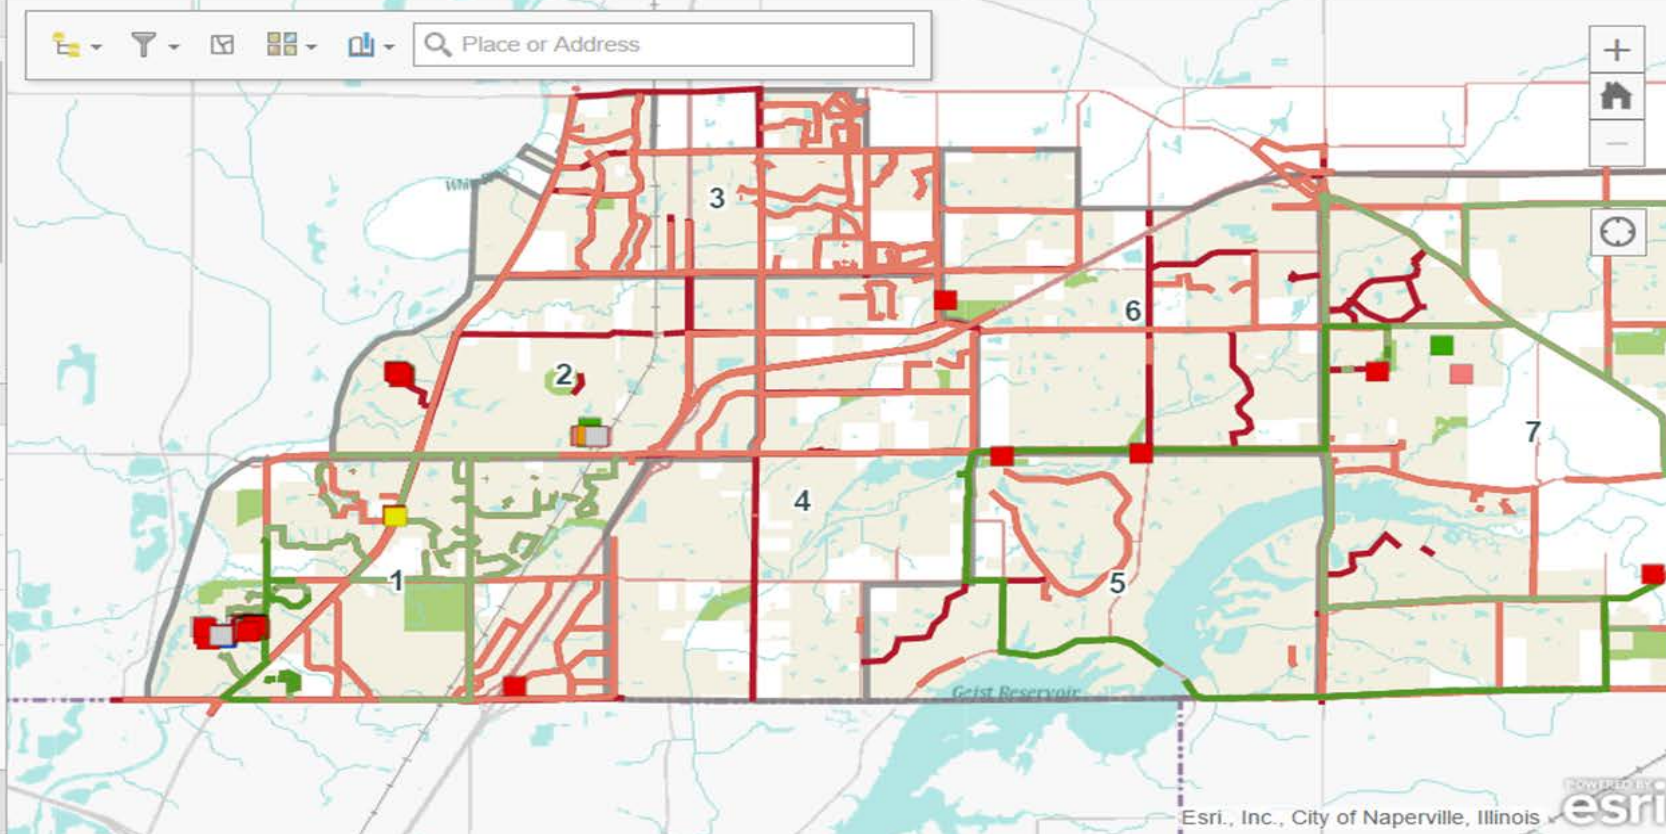 Place or Address
3
6
2
7
4
1
5
Geist Reservoir
Esri., Inc., City of Naperville, Illinois
POWERED BY
esri